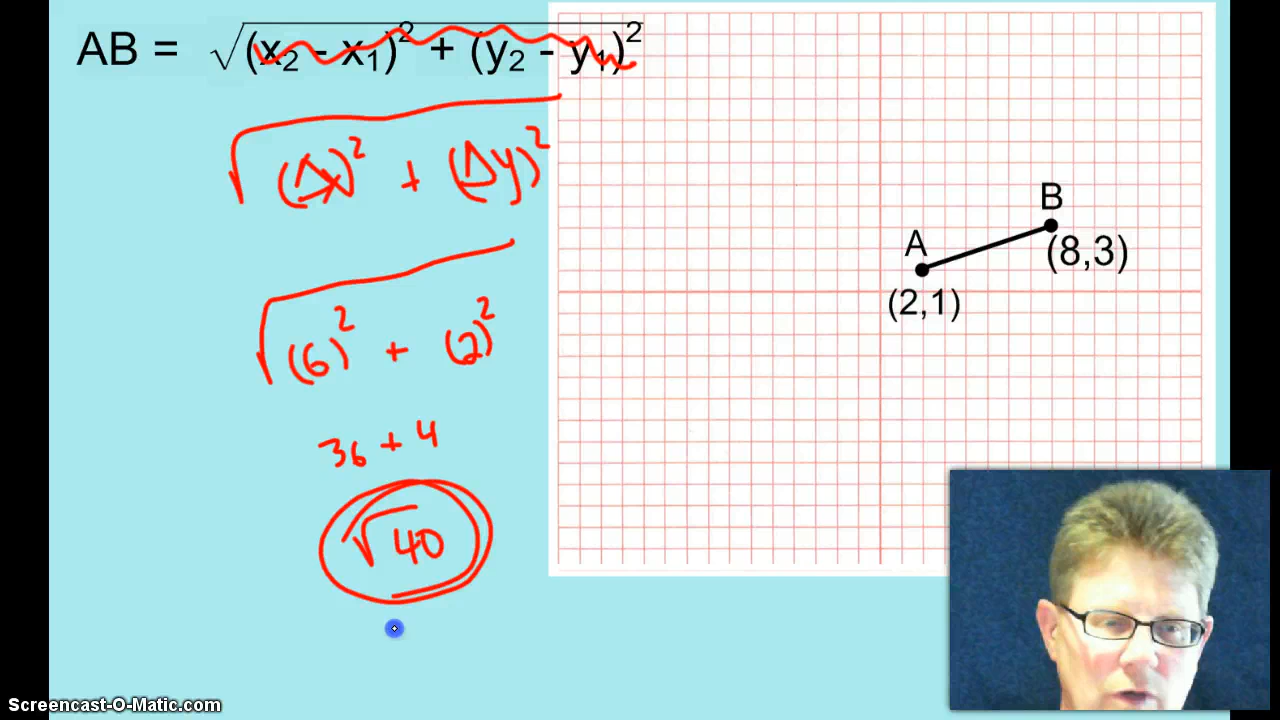 AB = √(x₂ - x₁)² + (y₂ - y₁)²
√(Δx)² + (Δy)²
√(6)² + (2)²
36 + 4
√40
B
(8,3)
A
(2,1)
Screencast-O-Matic.com